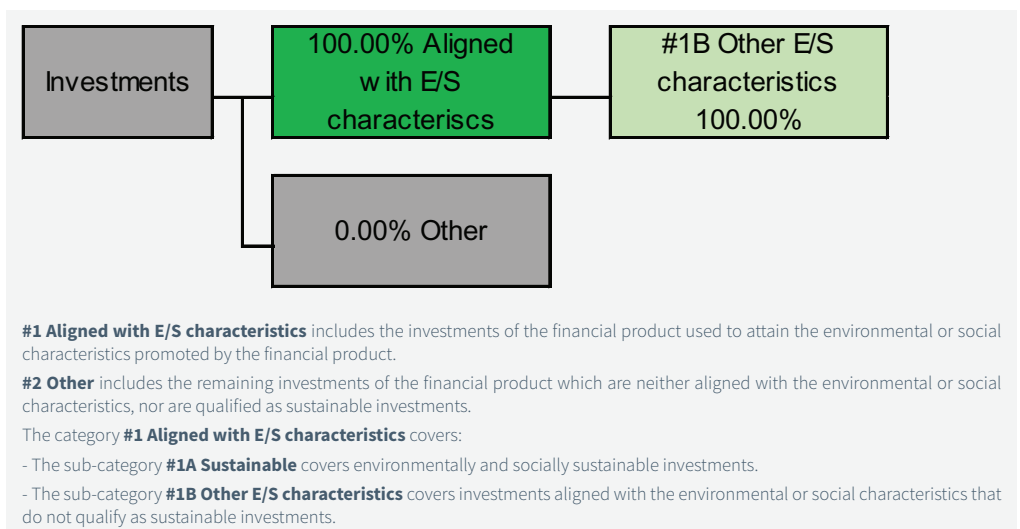 Investments
100.00% Aligned
w ith E/S
characteriscs
#1B Other E/S
characteristics
100.00%
0.00% Other
#1 Aligned with E/S characteristics includes the investments of the financial product used to attain the environmental or social
characteristics promoted by the financial product.
#2 Other includes the remaining investments of the financial product which are neither aligned with the environmental or social
characteristics, nor are qualified as sustainable investments.
The category #1 Aligned with E/S characteristics covers:
- The sub-category #1A Sustainable covers environmentally and socially sustainable investments.
- The sub-category #1B Other E/S characteristics covers investments aligned with the environmental or social characteristics that
do not qualify as sustainable investments.